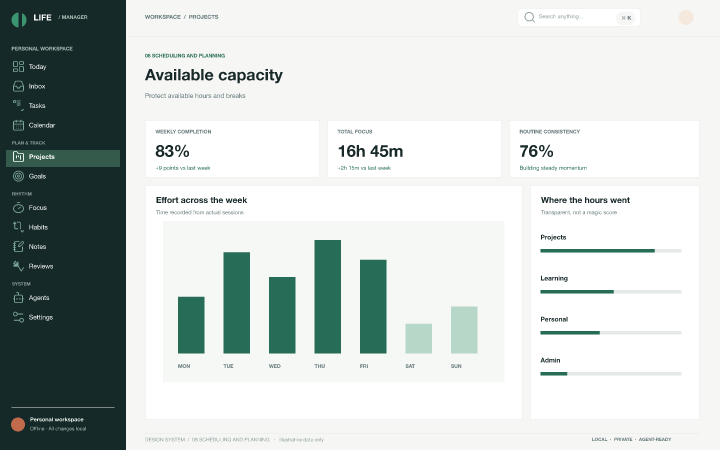 LIFE / MANAGER
PERSONAL WORKSPACE
Today
Inbox
Tasks
Calendar
PLAN & TRACK
Projects
Goals
RHYTHM
Focus
Habits
Notes
Reviews
SYSTEM
Agents
Settings
Personal workspace
Offline · All changes local
WORKSPACE / PROJECTS
Search anything...
⌘ K
08 SCHEDULING AND PLANNING
Available capacity
Protect available hours and breaks
WEEKLY COMPLETION
83%
+9 points vs last week
TOTAL FOCUS
16h 45m
+2h 15m vs last week
ROUTINE CONSISTENCY
76%
Building steady momentum
Effort across the week
Time recorded from actual sessions
MON TUE WED THU FRI SAT SUN
Where the hours went
Transparent, not a magic score
Projects
Learning
Personal
Admin
DESIGN SYSTEM / 08 SCHEDULING AND PLANNING · Illustrative data only
LOCAL · PRIVATE · AGENT-READY